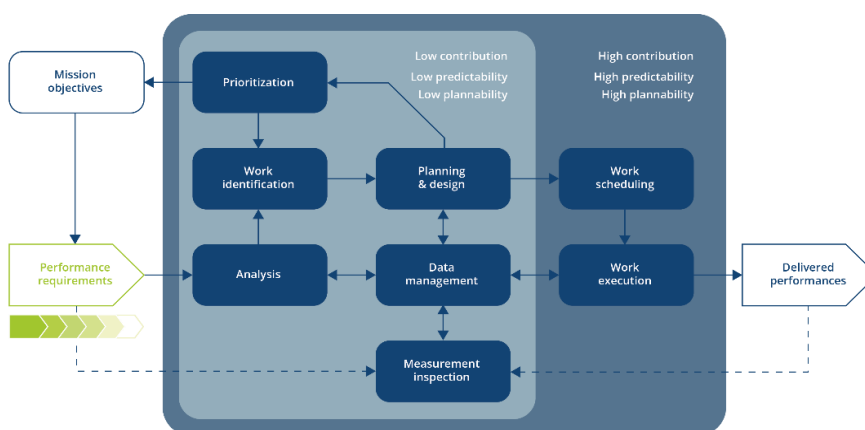 Mission
objectives
Prioritization
Low contribution
Low predictability
Low plannability
High contribution
High predictability
High plannability
Work
identification
Planning
& design
Work
scheduling
Performance
requirements
Analysis
Data
management
Work
execution
Delivered
performances
Measurement
inspection